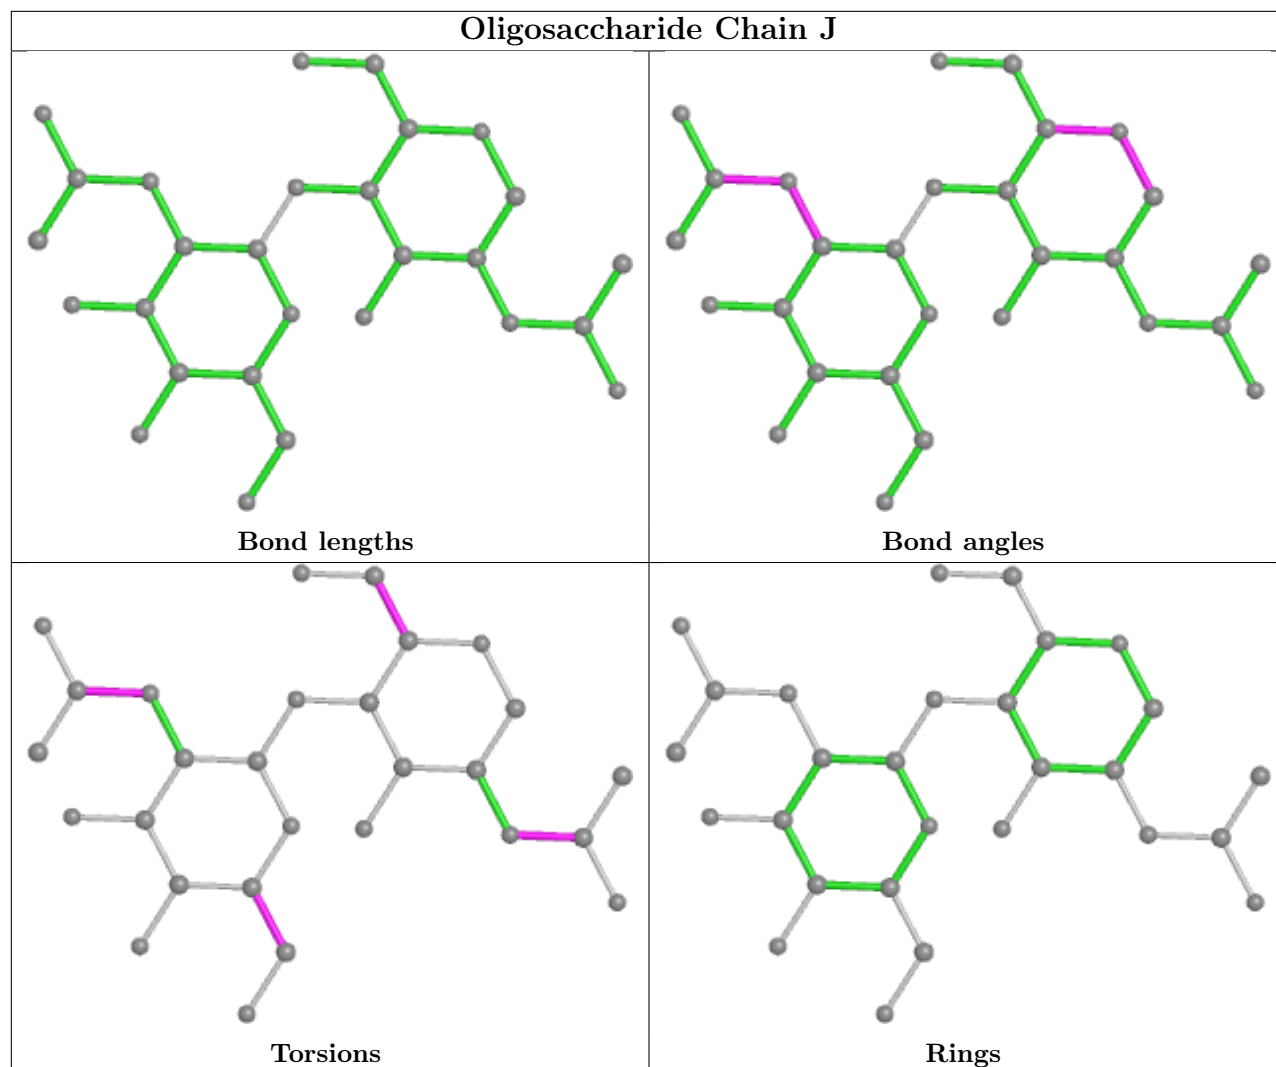 Oligosaccharide Chain J
Bond lengths
Bond angles
Torsions
Rings